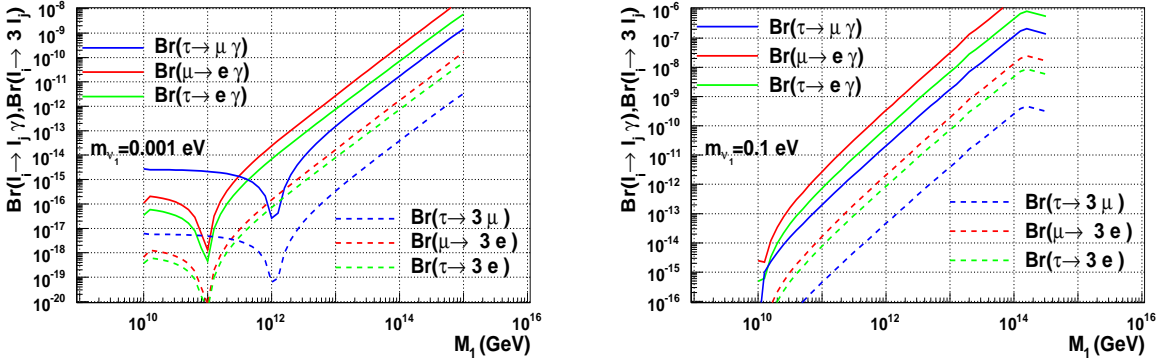 Br(l_i → l_j γ),Br(l_i → 3 l_j)
10^-8
10^-9
10^-10
10^-11
10^-12
10^-13
10^-14
10^-15
10^-16
10^-17
10^-18
10^-19
10^-20
Br(τ→ μ γ)
Br(μ→ e γ)
Br(τ→ e γ)
m_ν1=0.001 eV
Br(τ→ 3 μ )
Br(μ→ 3 e )
Br(τ→ 3 e )
10^10 10^12 10^14 10^16
M_1 (GeV)
Br(l_i → l_j γ),Br(l_i → 3 l_j)
10^-6
10^-7
10^-8
10^-9
10^-10
10^-11
10^-12
10^-13
10^-14
10^-15
10^-16
Br(τ→ μ γ)
Br(μ→ e γ)
Br(τ→ e γ)
m_ν1=0.1 eV
Br(τ→ 3 μ )
Br(μ→ 3 e )
Br(τ→ 3 e )
10^10 10^12 10^14 10^16
M_1 (GeV)